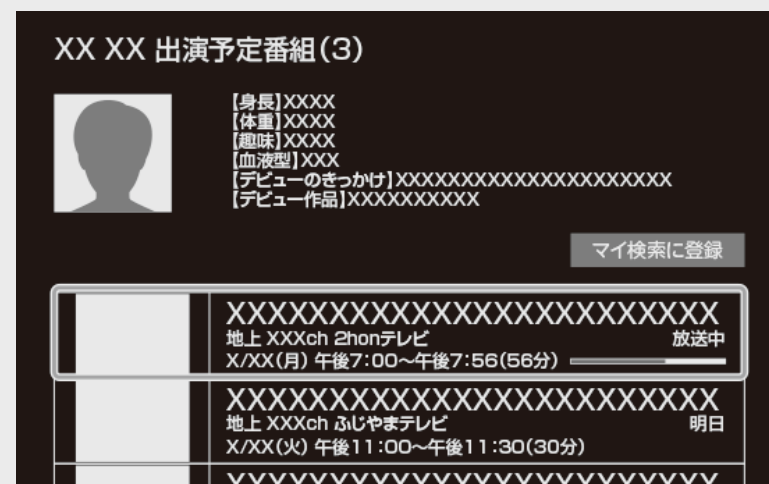 XX XX 出演予定番組(3)
【身長】XXXX
【体重】XXXX
【趣味】XXXX
【血液型】XXX
【デビューのきっかけ】XXXXXXXXXXXXXXXXXXXXX
【デビュー作品】XXXXXXXXXX
マイ検索に登録
XXXXXXXXXXXXXXXXXXXXXXXX
地上 XXXch 2honテレビ 放送中
X/XX(月) 午後7:00~午後7:56(56分)
XXXXXXXXXXXXXXXXXXXXXXXX
地上 XXXch ふじやまテレビ 明日
X/XX(火) 午後11:00~午後11:30(30分)